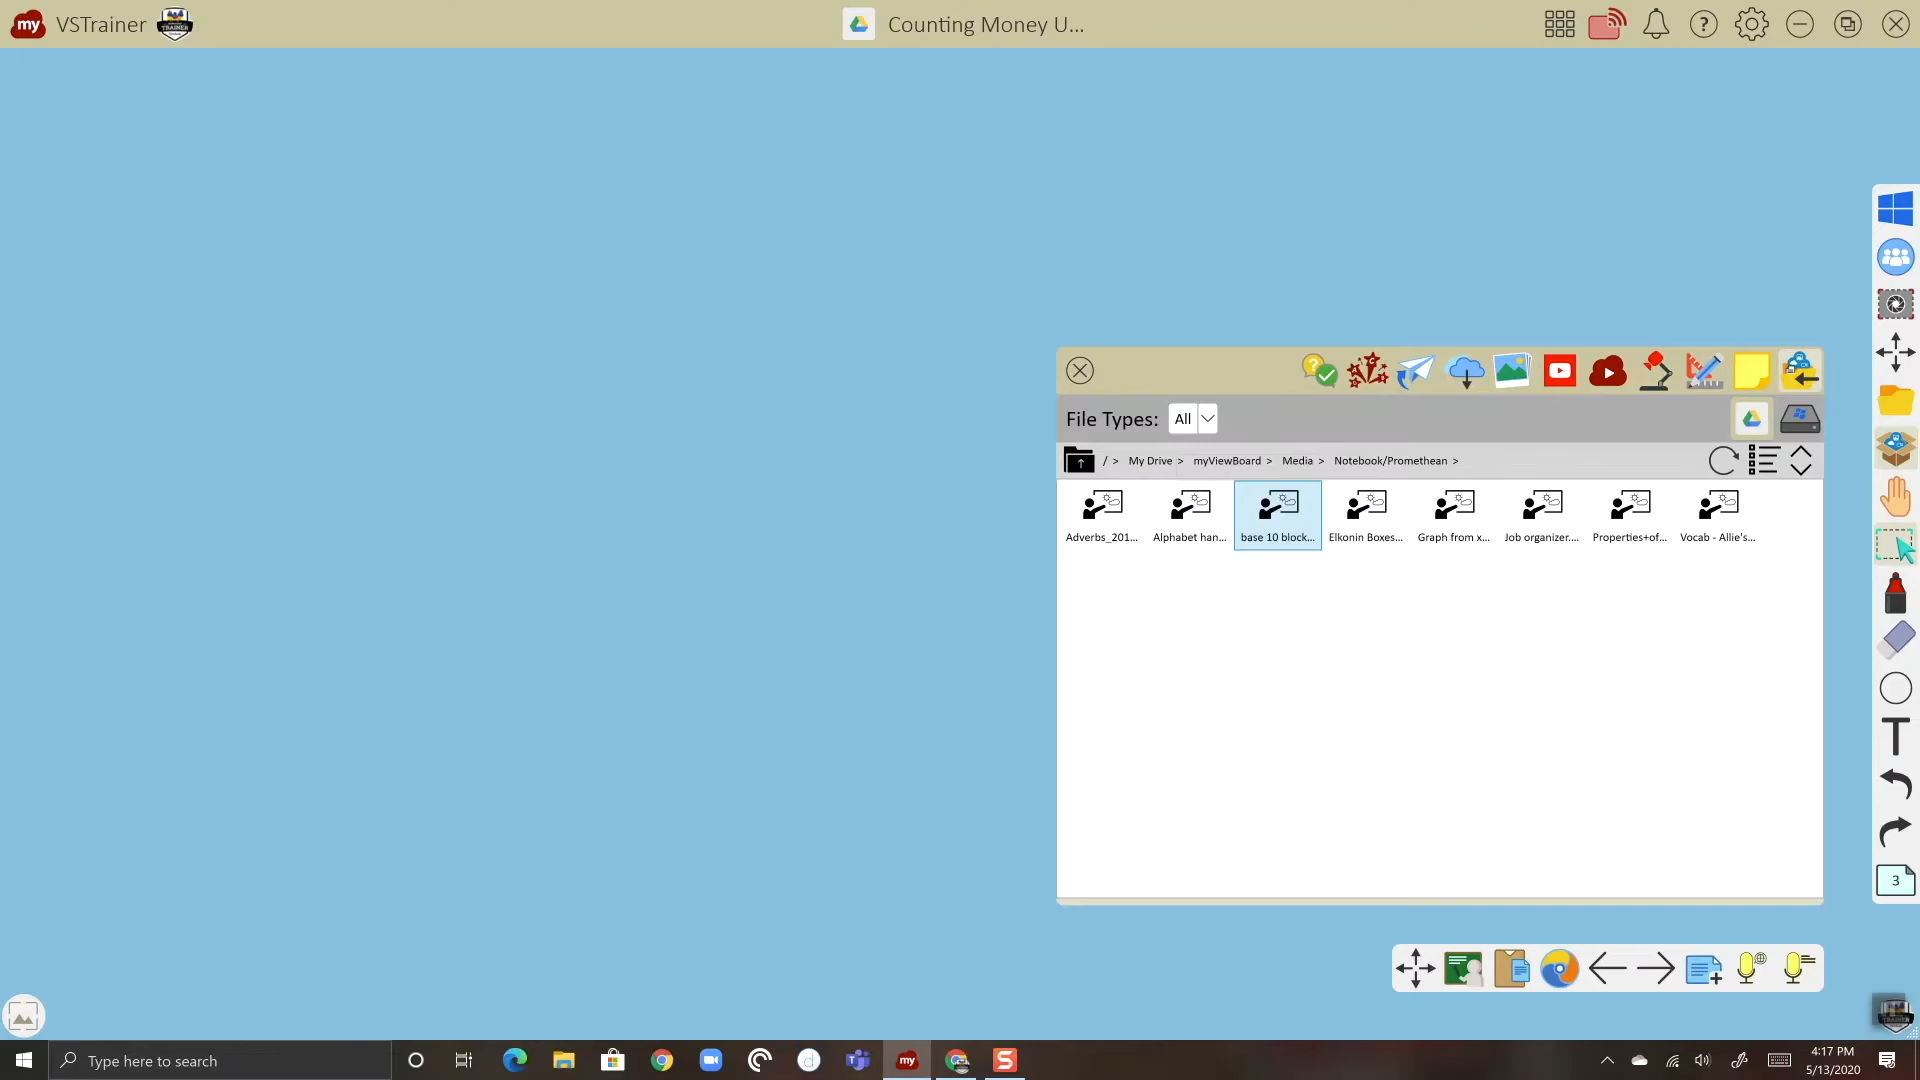 my VSTrainer TRAINER Counting Money U... ?
?
File Types: All
/ > My Drive > myViewBoard > Media > Notebook/Promethean >
Adverbs_201... Alphabet han... base 10 block... Elkonin Boxes... Graph from x... Job organizer.... Properties+of... Vocab - Allie's...
T
3
Type here to search my S 4:17 PM
5/13/2020